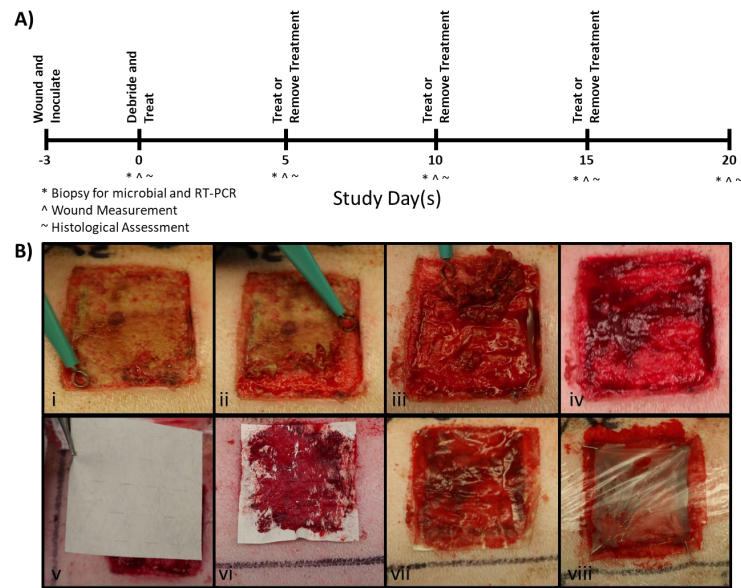 A)
Wound and
Inoculate
Debride and
Treat
Treat or
Remove Treatment
Treat or
Remove Treatment
Treat or
Remove Treatment
-3
0
5
10
15
20
* ^ ~
* ^ ~
* ^ ~
* ^ ~
* ^ ~
* Biopsy for microbial and RT-PCR
^ Wound Measurement
~ Histological Assessment
Study Day(s)
B)
i
ii
iii
iv
v
vi
vii
viii